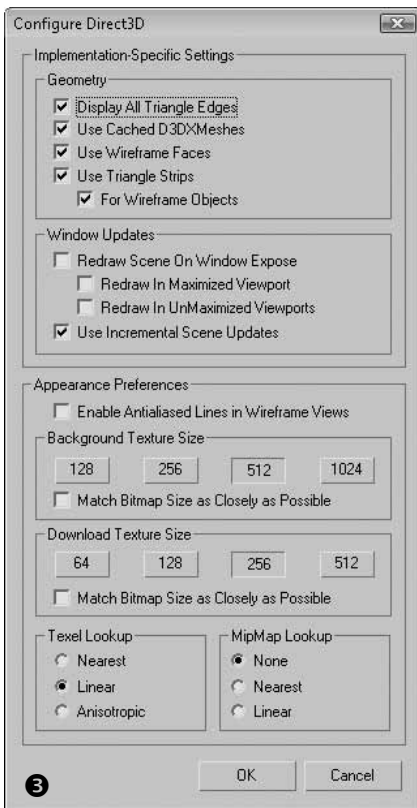 Configure Direct3D
Implementation-Specific Settings
Geometry
Display All Triangle Edges
Use Cached D3DXMeshes
Use Wireframe Faces
Use Triangle Strips
For Wireframe Objects
Window Updates
Redraw Scene On Window Expose
Redraw In Maximized Viewport
Redraw In UnMaximized Viewports
Use Incremental Scene Updates
Appearance Preferences
Enable Antialiased Lines in Wireframe Views
Background Texture Size
128 256 512 1024
Match Bitmap Size as Closely as Possible
Download Texture Size
64 128 256 512
Match Bitmap Size as Closely as Possible
Texel Lookup
Nearest
Linear
Anisotropic
MipMap Lookup
None
Nearest
Linear
❸
OK Cancel